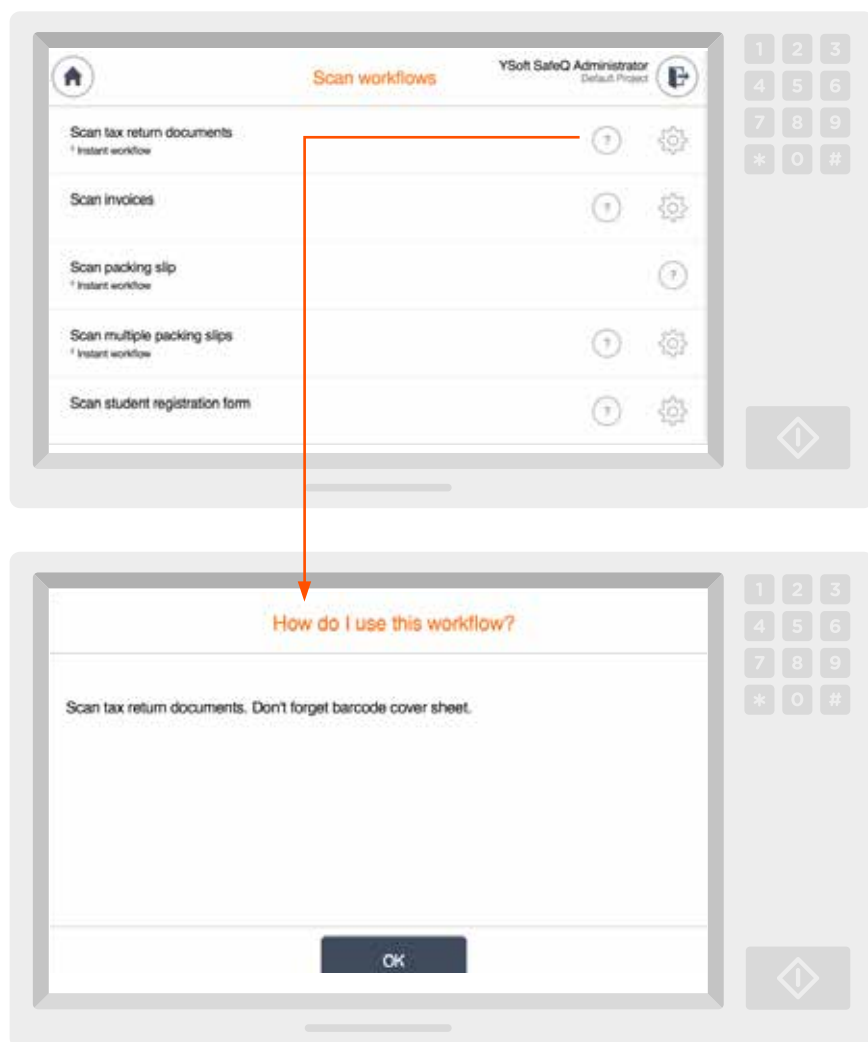 Scan workflows
YSoft SafeQ Administrator
Default Project
Scan tax return documents
? 
* Instant workflow
Scan invoices
?
Scan packing slip
?
* Instant workflow
Scan multiple packing slips
?
* Instant workflow
Scan student registration form
?
1 2 3
4 5 6
7 8 9
* 0 #
How do I use this workflow?
Scan tax return documents. Don't forget barcode cover sheet.
OK
1 2 3
4 5 6
7 8 9
* 0 #